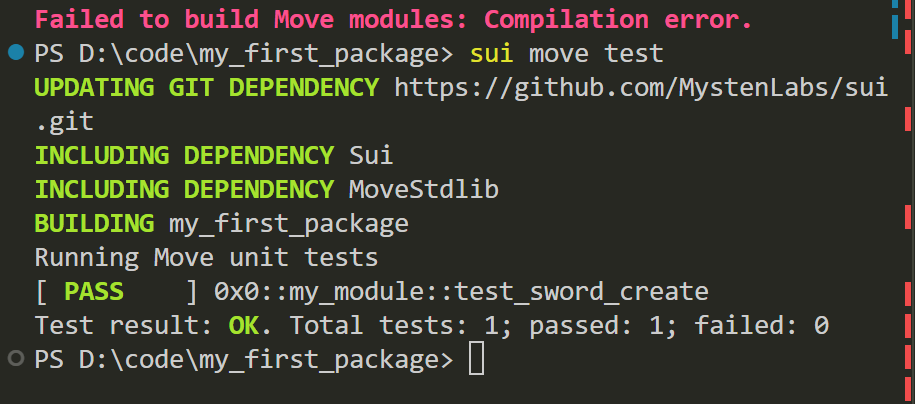 Failed to build Move modules: Compilation error.
PS D:\code\my_first_package> sui move test
UPDATING GIT DEPENDENCY https://github.com/MystenLabs/sui
.git
INCLUDING DEPENDENCY Sui
INCLUDING DEPENDENCY MoveStdlib
BUILDING my_first_package
Running Move unit tests
[ PASS    ] 0x0::my_module::test_sword_create
Test result: OK. Total tests: 1; passed: 1; failed: 0
PS D:\code\my_first_package>